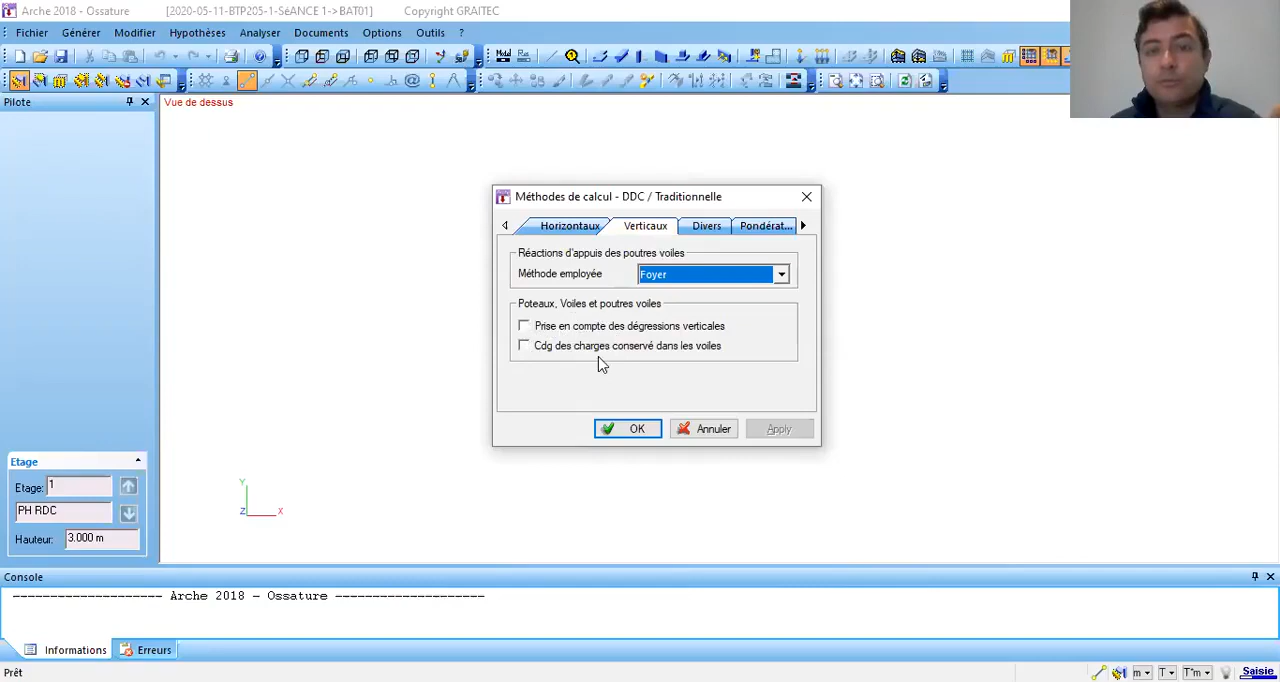 Arche 2018 - Ossature [2020-05-11-BTP205-1-SéANCE 1->BAT01] Copyright GRAITEC
Fichier Générer Modifier Hypothèses Analyser Documents Options Outils ?
Pilote
Vue de dessus
Méthodes de calcul - DDC / Traditionnelle
Horizontaux Verticaux Divers Pondérat...
Réactions d'appuis des poutres voiles
Méthode employée Foyer
Poteaux, Voiles et poutres voiles
Prise en compte des dégressions verticales
Cdg des charges conservé dans les voiles
OK Annuler Apply
Etage
Etage: 1
PH RDC
Hauteur: 3.000 m
Y
Z X
Console
-------------------- Arche 2018 - Ossature --------------------
Informations Erreurs
Prêt m T T*m Saisie